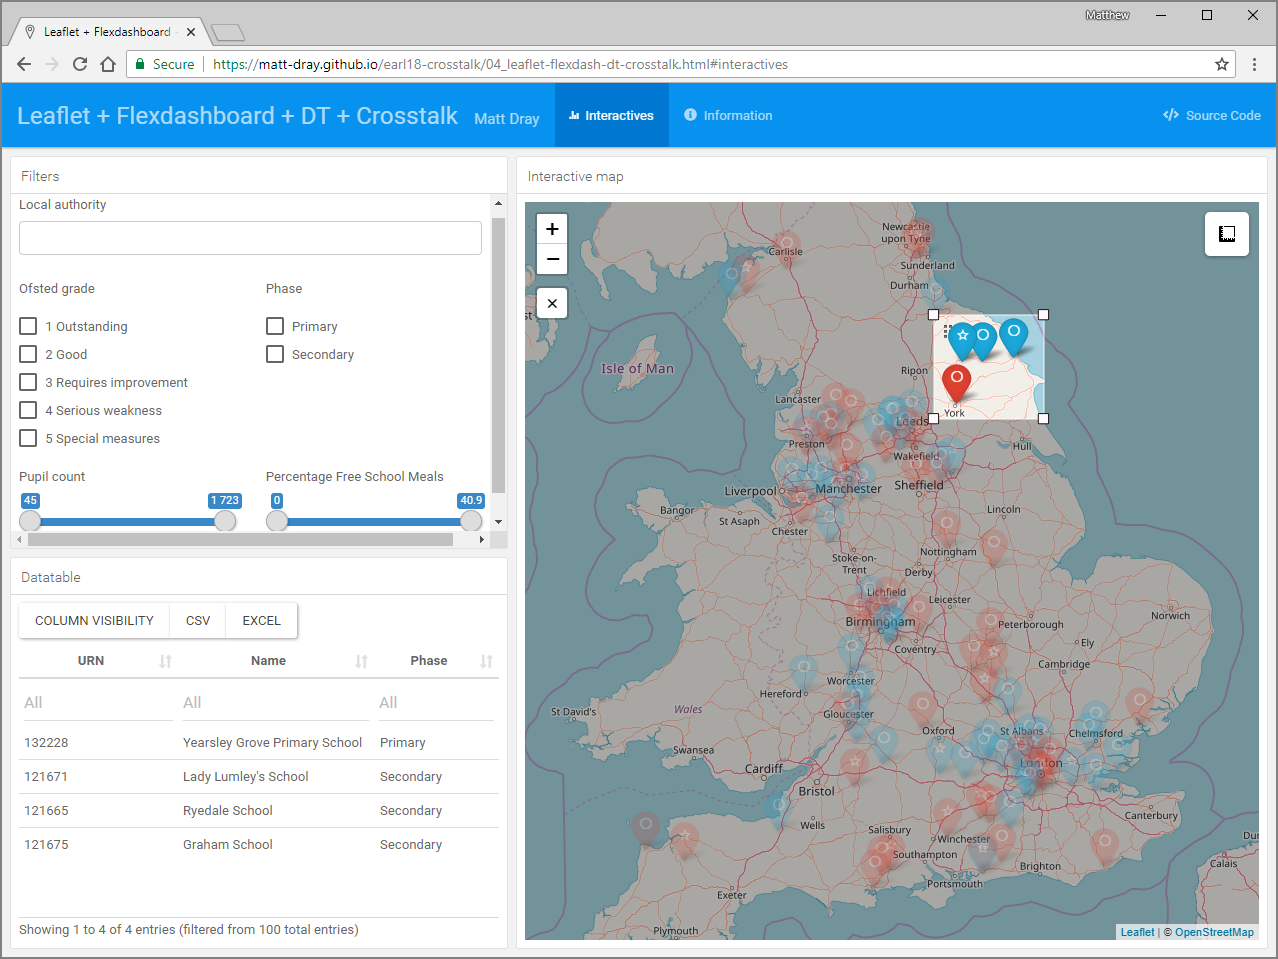 Matthew
Leaflet + Flexdashboard
Secure
https://matt-dray.github.io/earl18-crosstalk/04_leaflet-flexdash-dt-crosstalk.html#interactives
Leaflet + Flexdashboard + DT + Crosstalk
Matt Dray
Interactives
Information
Source Code
Filters
Local authority
Ofsted grade
Phase
1 Outstanding
Primary
2 Good
Secondary
3 Requires improvement
4 Serious weakness
5 Special measures
Pupil count
Percentage Free School Meals
45
1 723
0
40.9
Datatable
COLUMN VISIBILITY
CSV
EXCEL
URN
Name
Phase
All
All
All
132228
Yearsley Grove Primary School
Primary
121671
Lady Lumley's School
Secondary
121665
Ryedale School
Secondary
121675
Graham School
Secondary
Showing 1 to 4 of 4 entries (filtered from 100 total entries)
Interactive map
+
−
×
Newcastle
upon Tyne
Carlisle
Sunderland
Durham
st
Isle of Man
Ripon
Lancaster
York
Leeds
Preston
Hull
Wakefield
Liverpool
Manchester
Sheffield
Bangor
St Asaph
Chester
Lincoln
Stoke-on-
Trent
Nottingham
Derby
Lichfield
Leicester
Norwich
Birmingham
Peterborough
Ely
Coventry
Cambridge
Worcester
Hereford
St David's
Wales
Gloucester
Oxford
St Albans
Chelmsford
Swansea
Cardiff
London
Bristol
Canterbury
Wells
Salisbury
Winchester
Du
Southampton
Brighton
Calais
Portsmouth
Exeter
Plymouth
Leaflet | © OpenStreetMap